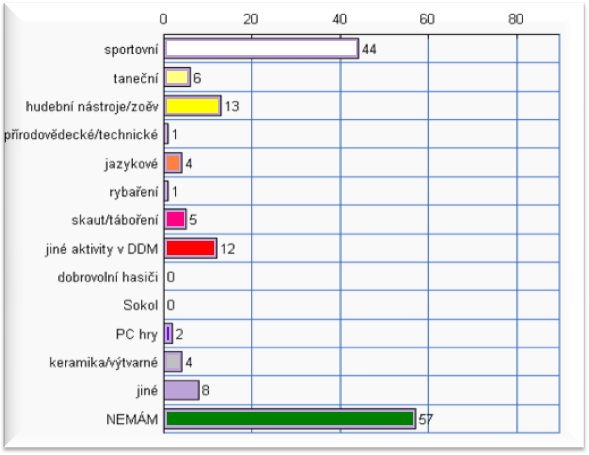 0 20 40 60 80
sportovní 44
taneční 6
hudební nástroje/zoěv 13
přírodovědecké/technické 1
jazykové 4
rybaření 1
skaut/táboření 5
jiné aktivity v DDM 12
dobrovolní hasiči 0
Sokol 0
PC hry 2
keramika/výtvarné 4
jiné 8
NEMÁM 57